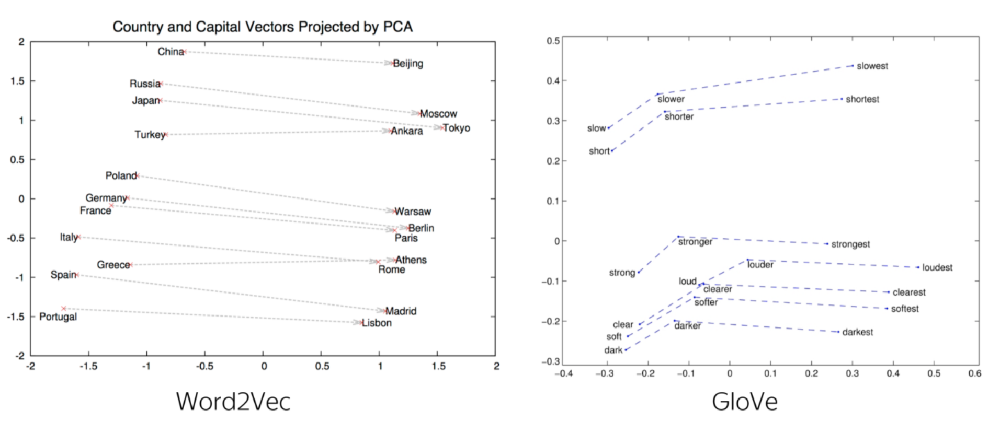 Country and Capital Vectors Projected by PCA
2
1.5
1
0.5
0
-0.5
-1
-1.5
-2
-2
-1.5
-1
-0.5
0
0.5
1
1.5
2
China
Beijing
Russia
Japan
Moscow
Tokyo
Turkey
Ankara
Poland
Germany
France
Warsaw
Berlin
Paris
Italy
Athens
Greece
Rome
Spain
Madrid
Portugal
Lisbon
Word2Vec
0.5
0.4
0.3
0.2
0.1
0
−0.1
−0.2
−0.3
−0.4
−0.3
−0.2
−0.1
0
0.1
0.2
0.3
0.4
0.5
0.6
slowest
slower
shortest
shorter
slow
short
stronger
strongest
strong
louder
loudest
loud
clearer
clearest
softer
softest
clear
darker
darkest
soft
dark
GloVe